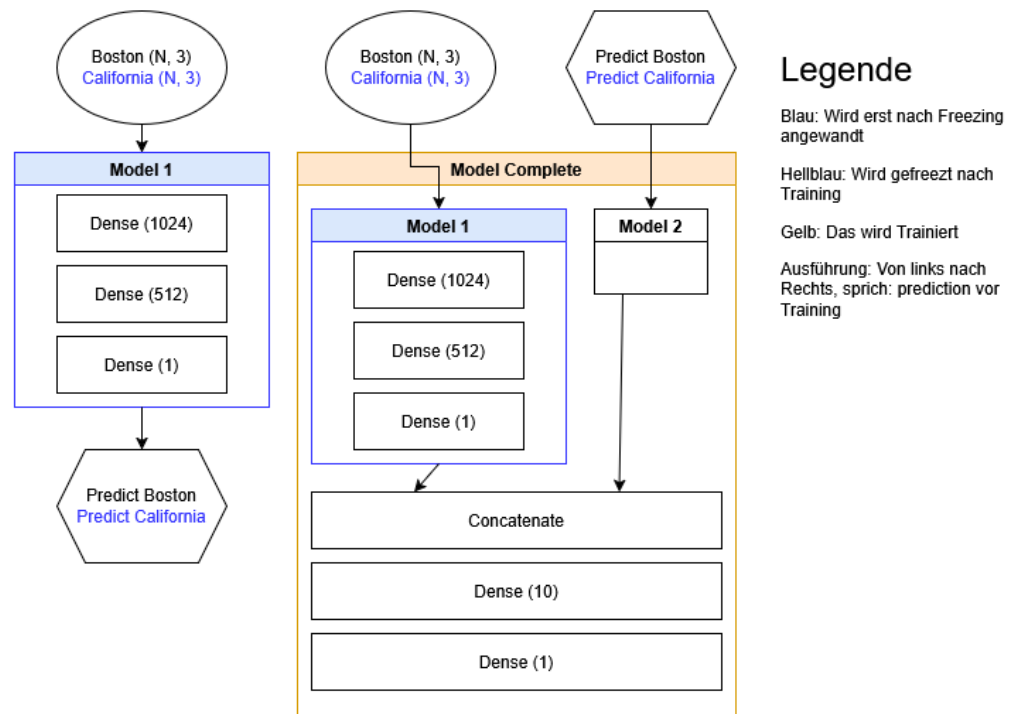 Boston (N, 3)
California (N, 3)
Model 1
Dense (1024)
Dense (512)
Dense (1)
Predict Boston
Predict California
Boston (N, 3)
California (N, 3)
Predict Boston
Predict California
Model Complete
Model 1
Dense (1024)
Dense (512)
Dense (1)
Model 2
Concatenate
Dense (10)
Dense (1)
Legende
Blau: Wird erst nach Freezing
angewandt
Hellblau: Wird gefreezt nach
Training
Gelb: Das wird Trainiert
Ausführung: Von links nach
Rechts, sprich: prediction vor
Training